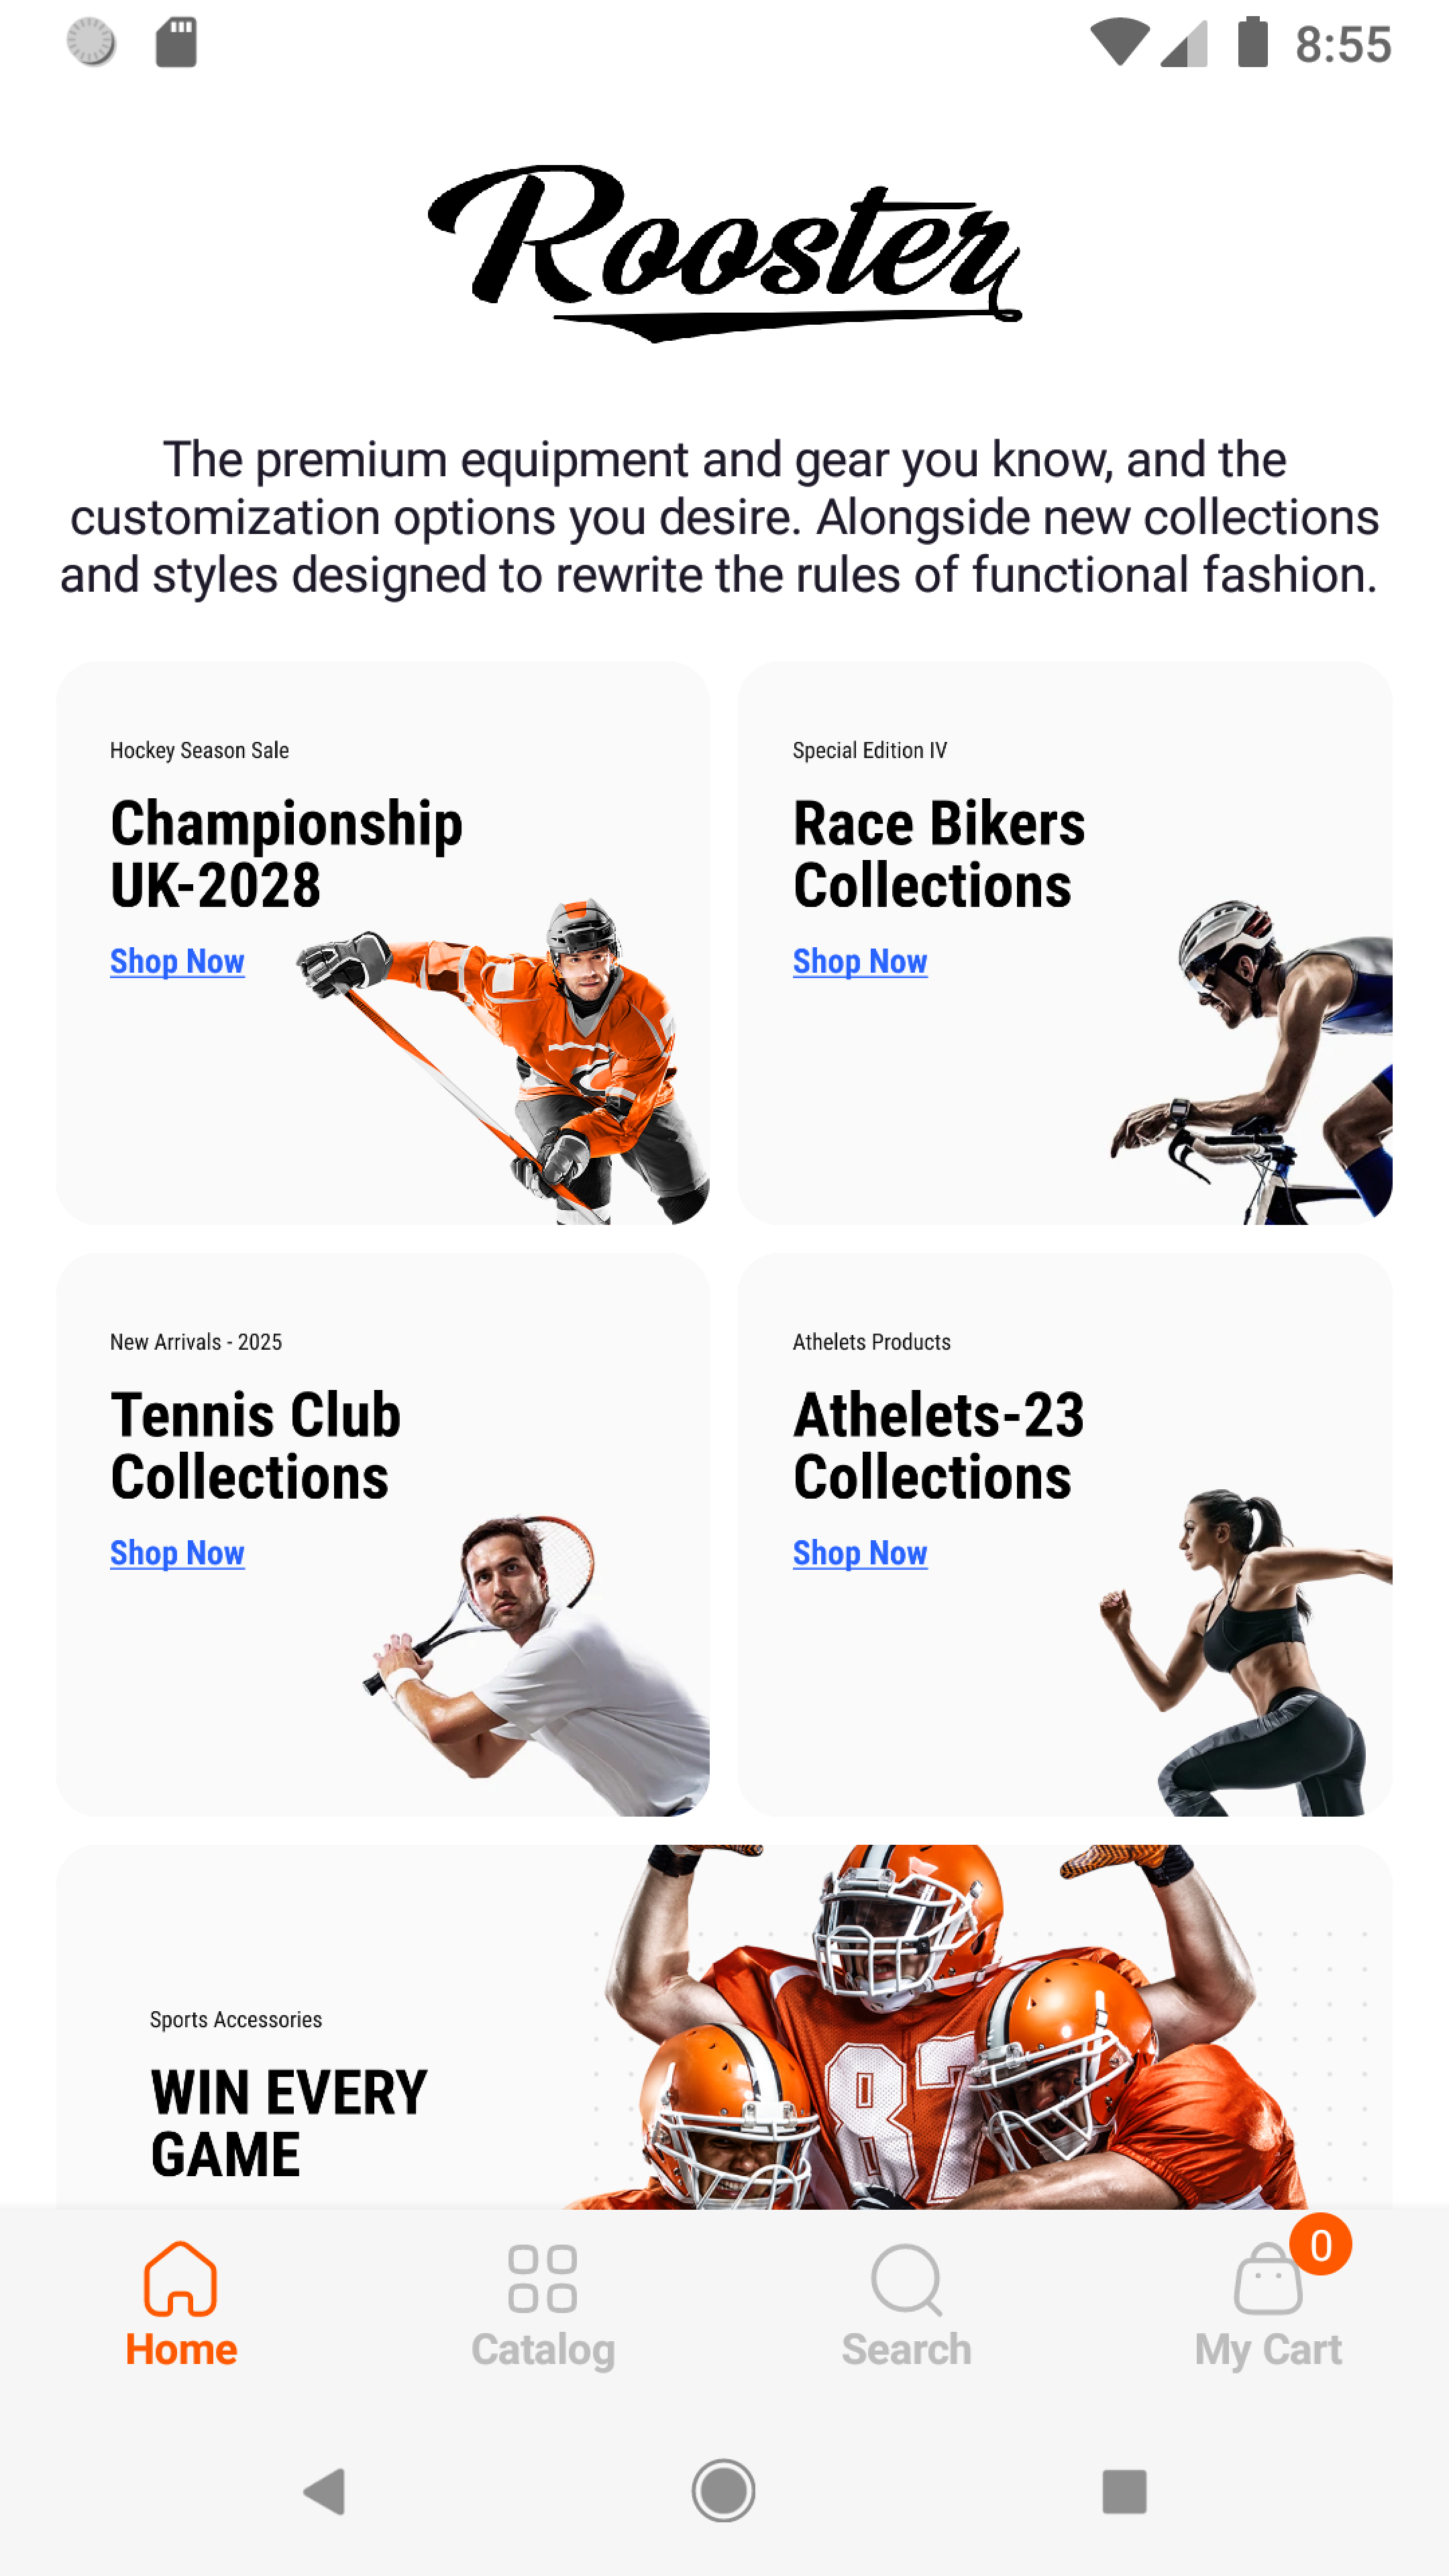 8:55
Rooster
The premium equipment and gear you know, and the
customization options you desire. Alongside new collections
and styles designed to rewrite the rules of functional fashion.
Hockey Season Sale
Championship
UK-2028
Shop Now
Special Edition IV
Race Bikers
Collections
Shop Now
New Arrivals - 2025
Tennis Club
Collections
Shop Now
Athelets Products
Athelets-23
Collections
Shop Now
Sports Accessories
WIN EVERY
GAME
87
Home
Catalog
Search
0
My Cart